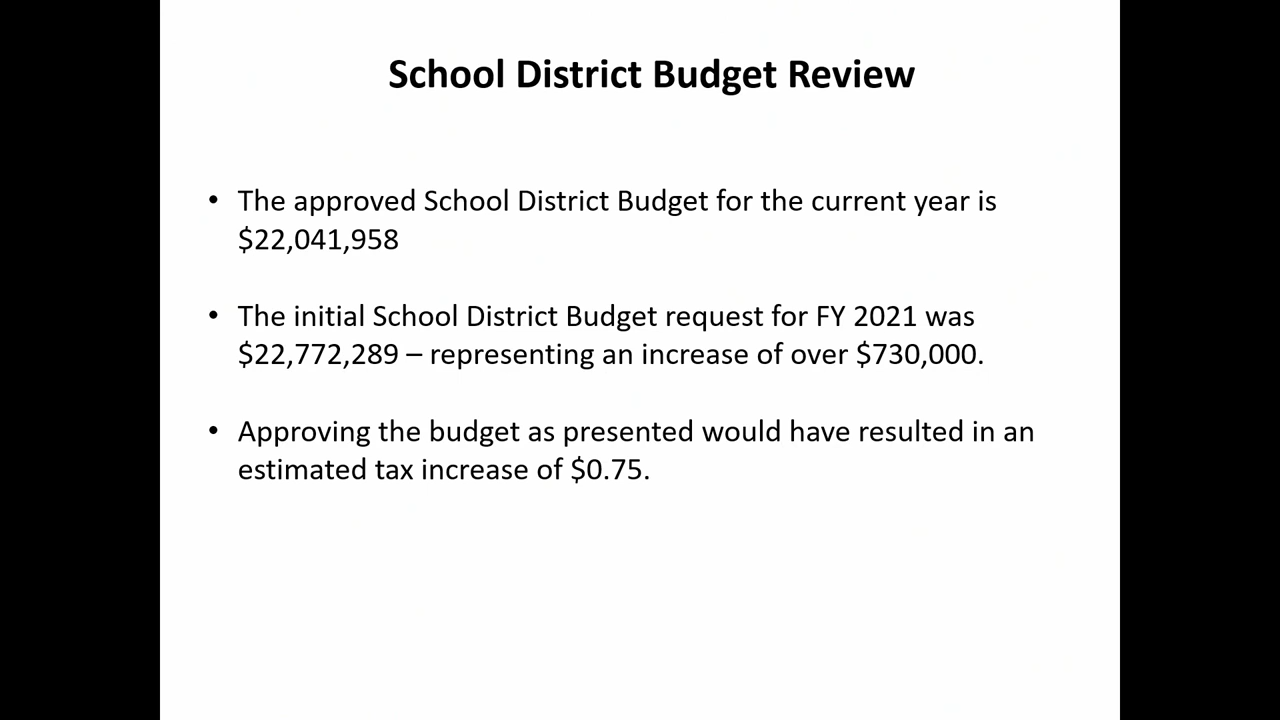 School District Budget Review
• The approved School District Budget for the current year is
$22,041,958
• The initial School District Budget request for FY 2021 was
$22,772,289 – representing an increase of over $730,000.
• Approving the budget as presented would have resulted in an
estimated tax increase of $0.75.